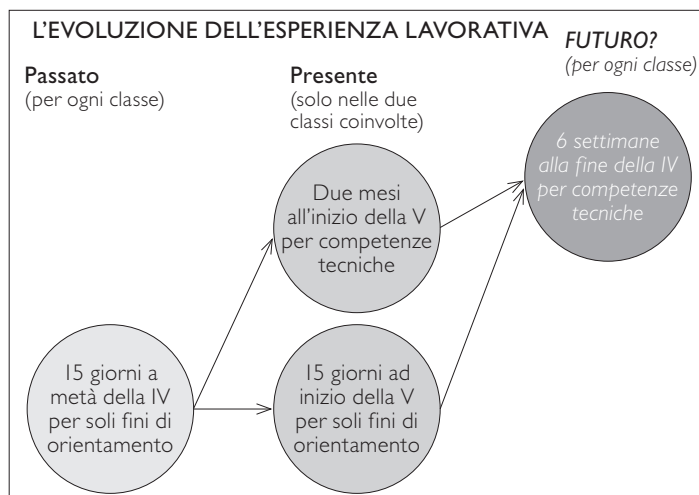 L'EVOLUZIONE DELL'ESPERIENZA LAVORATIVA
Passato
(per ogni classe)
Presente
(solo nelle due
classi coinvolte)
FUTURO?
(per ogni classe)
15 giorni a
metà della IV
per soli fini di
orientamento
Due mesi
all'inizio della V
per competenze
tecniche
15 giorni ad
inizio della V
per soli fini di
orientamento
6 settimane
alla fine della IV
per competenze
tecniche